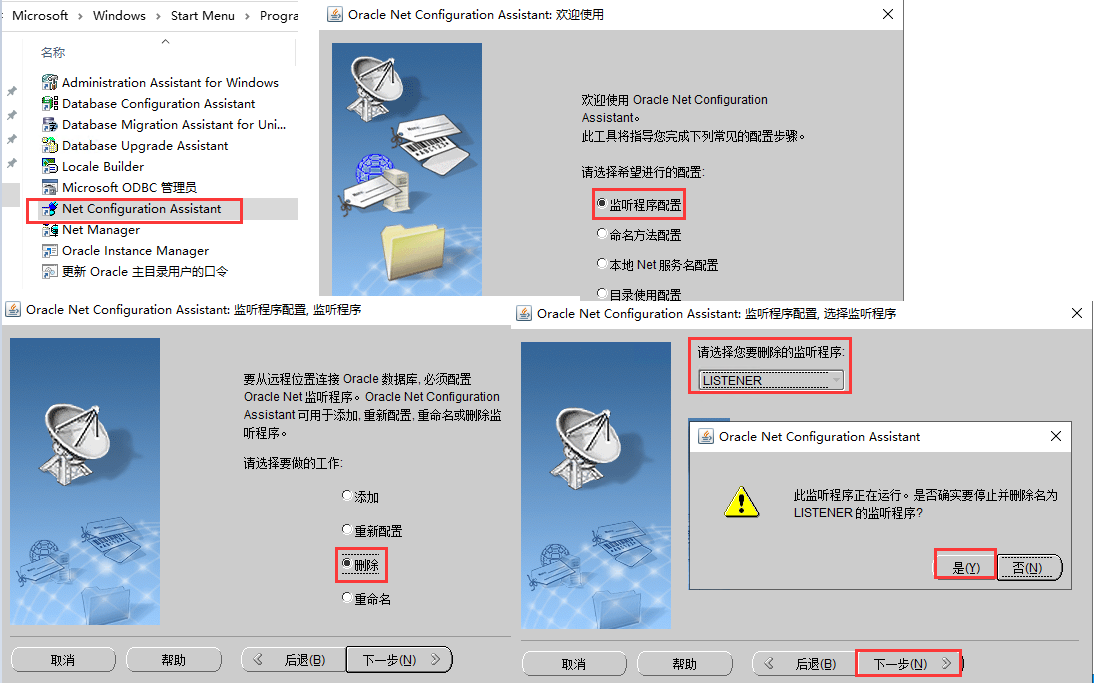 Microsoft > Windows > Start Menu > Progra
名称
Administration Assistant for Windows
Database Configuration Assistant
Database Migration Assistant for Uni...
Database Upgrade Assistant
Locale Builder
Microsoft ODBC 管理员
Net Configuration Assistant
Net Manager
Oracle Instance Manager
更新 Oracle 主目录用户的口令
Oracle Net Configuration Assistant: 欢迎使用
欢迎使用 Oracle Net Configuration
Assistant。
此工具将指导您完成下列常见的配置步骤。
请选择希望进行的配置:
监听程序配置
命名方法配置
本地 Net 服务名配置
目录使用配置
Oracle Net Configuration Assistant: 监听程序配置, 监听程序
要从远程位置连接 Oracle 数据库, 必须配置
Oracle Net 监听程序。Oracle Net Configuration
Assistant 可用于添加, 重新配置, 重命名或删除监
听程序。
请选择要做的工作:
添加
重新配置
删除
重命名
取消
帮助
后退(B)
下一步(N)
Oracle Net Configuration Assistant: 监听程序配置, 选择监听程序
请选择您要删除的监听程序:
LISTENER
Oracle Net Configuration Assistant
此监听程序正在运行。是否确实要停止并删除名为
LISTENER 的监听程序?
是(Y)
否(N)
取消
帮助
后退(B)
下一步(N)